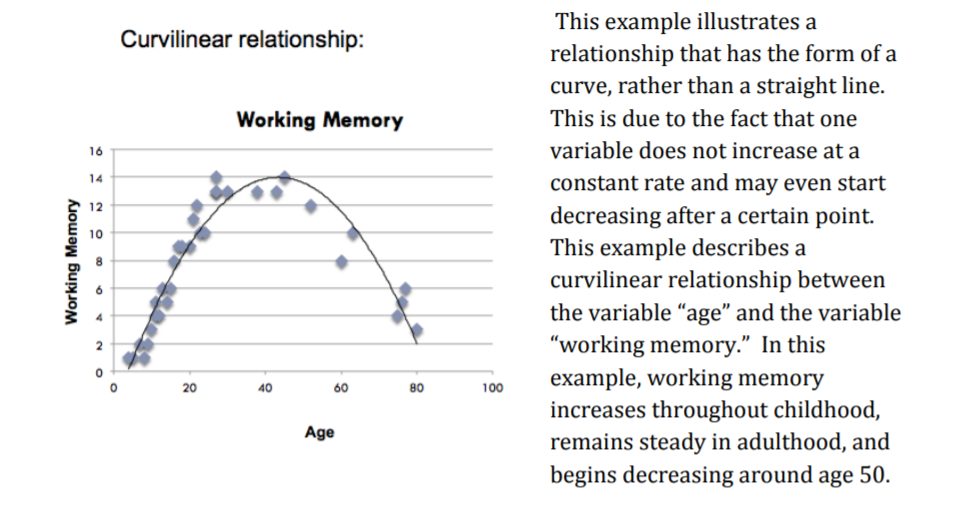 Curvilinear relationship:
Working Memory
16
14
12
10
8
6
4
2
0
Working Memory
0 20 40 60 80 100
Age
This example illustrates a
relationship that has the form of a
curve, rather than a straight line.
This is due to the fact that one
variable does not increase at a
constant rate and may even start
decreasing after a certain point.
This example describes a
curvilinear relationship between
the variable “age” and the variable
“working memory.” In this
example, working memory
increases throughout childhood,
remains steady in adulthood, and
begins decreasing around age 50.